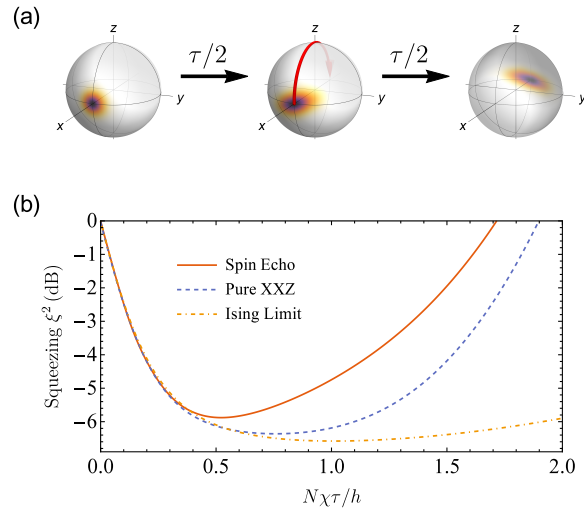 (a)
z
τ/2
z
τ/2
z
y
y
y
x
x
x
(b)
0
−1
−2
−3
−4
−5
−6
Squeezing ξ² (dB)
Spin Echo
Pure XXZ
Ising Limit
0.0
0.5
1.0
1.5
2.0
Nχτ/h